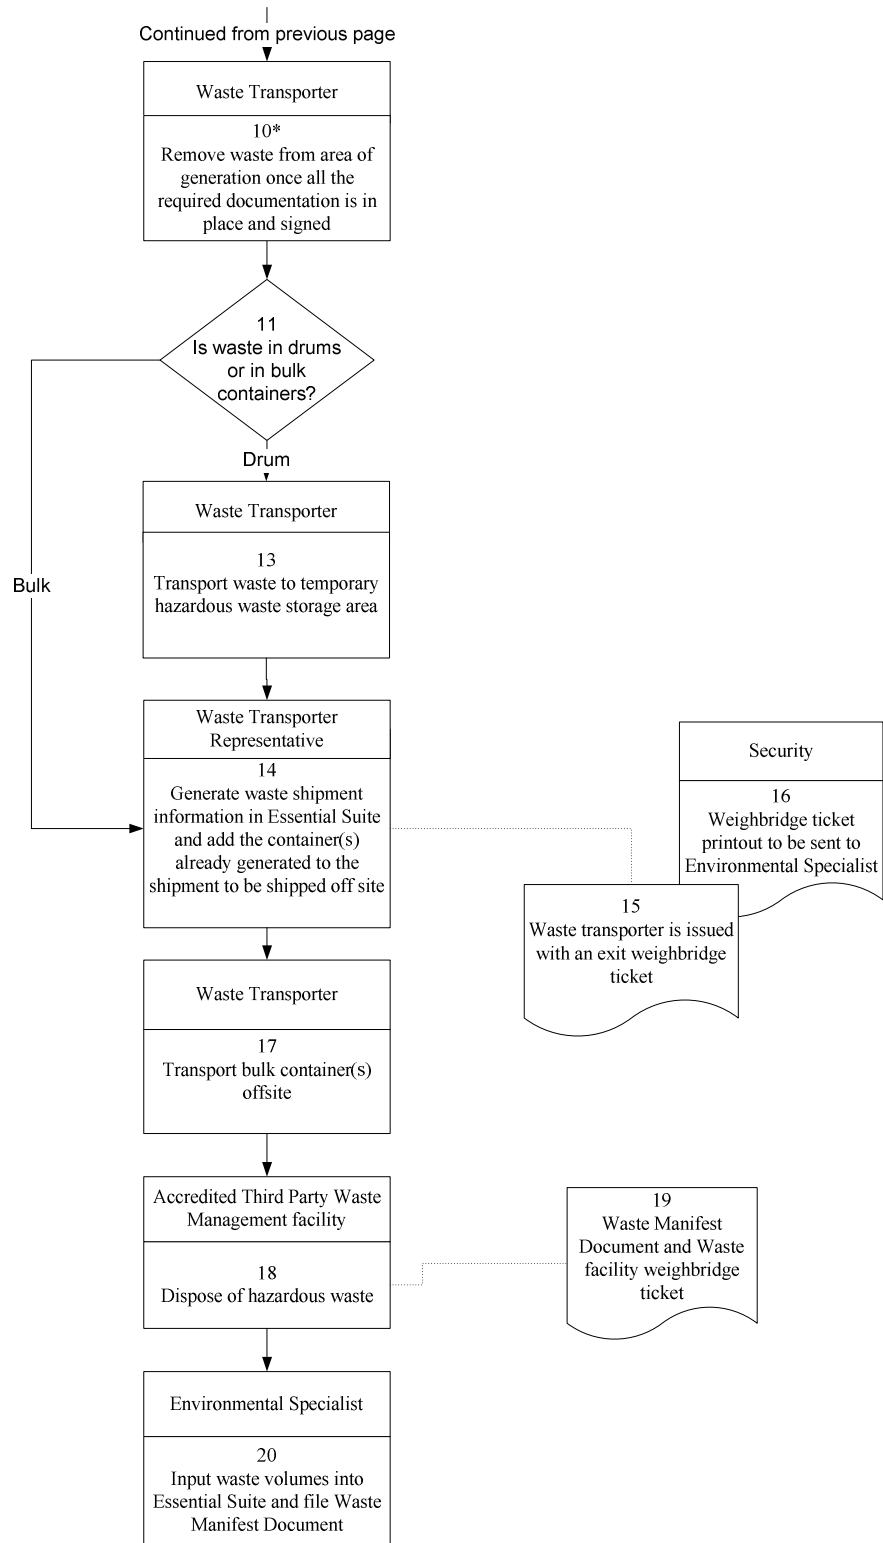 Continued from previous page
Waste Transporter
10*
Remove waste from area of
generation once all the
required documentation is in
place and signed
11
Is waste in drums
or in bulk
containers?
Drum
Bulk
Waste Transporter
13
Transport waste to temporary
hazardous waste storage area
Waste Transporter
Representative
14
Generate waste shipment
information in Essential Suite
and add the container(s)
already generated to the
shipment to be shipped off site
Security
16
Weighbridge ticket
printout to be sent to
Environmental Specialist
15
Waste transporter is issued
with an exit weighbridge
ticket
Waste Transporter
17
Transport bulk container(s)
offsite
Accredited Third Party Waste
Management facility
18
Dispose of hazardous waste
19
Waste Manifest
Document and Waste
facility weighbridge
ticket
Environmental Specialist
20
Input waste volumes into
Essential Suite and file Waste
Manifest Document